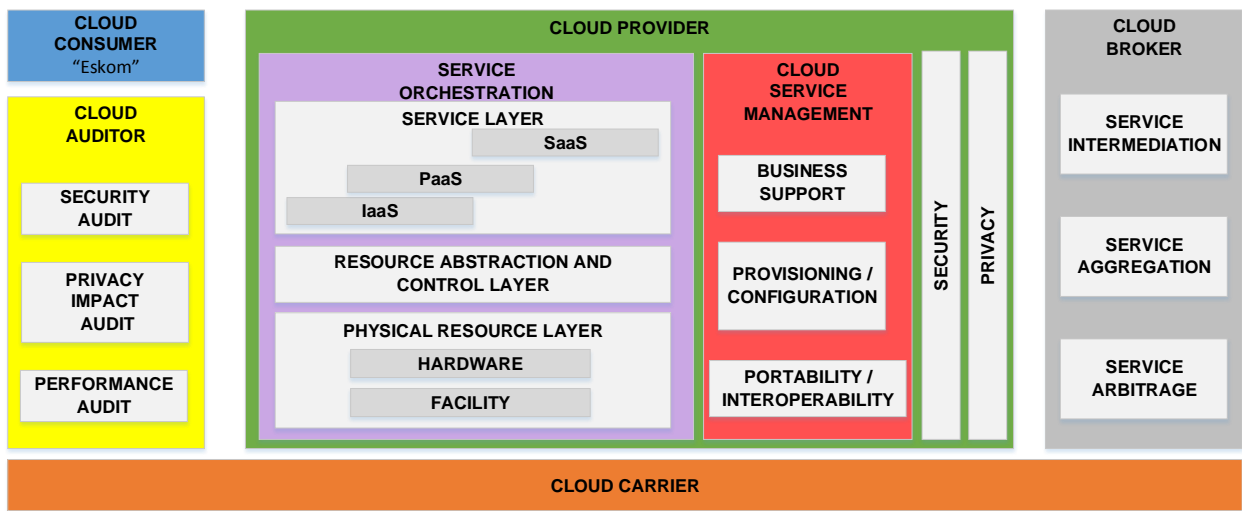 CLOUD
CONSUMER
“Eskom”
CLOUD
AUDITOR
SECURITY
AUDIT
PRIVACY
IMPACT
AUDIT
PERFORMANCE
AUDIT
CLOUD PROVIDER
SERVICE
ORCHESTRATION
SERVICE LAYER
SaaS
PaaS
IaaS
RESOURCE ABSTRACTION AND
CONTROL LAYER
PHYSICAL RESOURCE LAYER
HARDWARE
FACILITY
CLOUD
SERVICE
MANAGEMENT
BUSINESS
SUPPORT
PROVISIONING /
CONFIGURATION
PORTABILITY /
INTEROPERABILITY
SECURITY
PRIVACY
CLOUD
BROKER
SERVICE
INTERMEDIATION
SERVICE
AGGREGATION
SERVICE
ARBITRAGE
CLOUD CARRIER